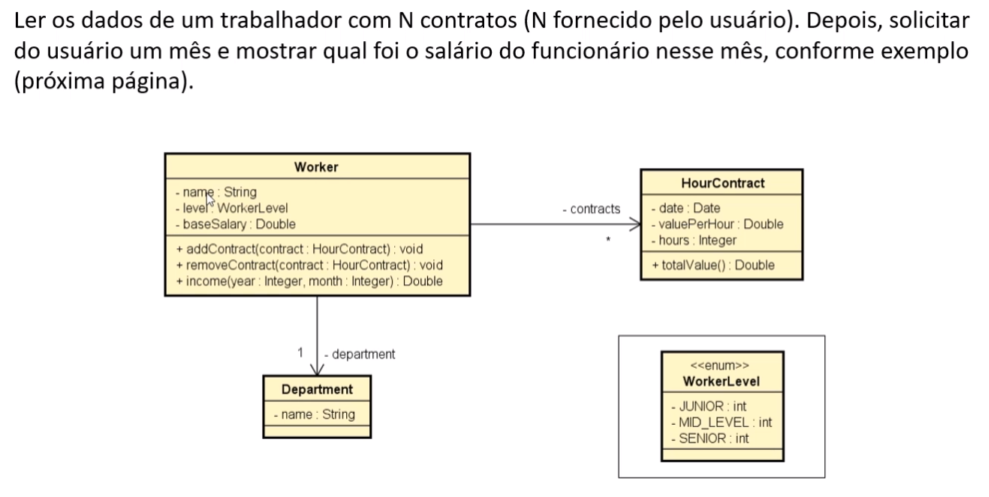 Ler os dados de um trabalhador com N contratos (N fornecido pelo usuário). Depois, solicitar
do usuário um mês e mostrar qual foi o salário do funcionário nesse mês, conforme exemplo
(próxima página).
Worker
- name : String
- level : WorkerLevel
- baseSalary : Double
+ addContract(contract : HourContract) : void
+ removeContract(contract : HourContract) : void
+ income(year : Integer, month : Integer) : Double
- contracts
*
HourContract
- date : Date
- valuePerHour : Double
- hours : Integer
+ totalValue() : Double
1
- department
Department
- name : String
<<enum>>
WorkerLevel
- JUNIOR : int
- MID_LEVEL : int
- SENIOR : int